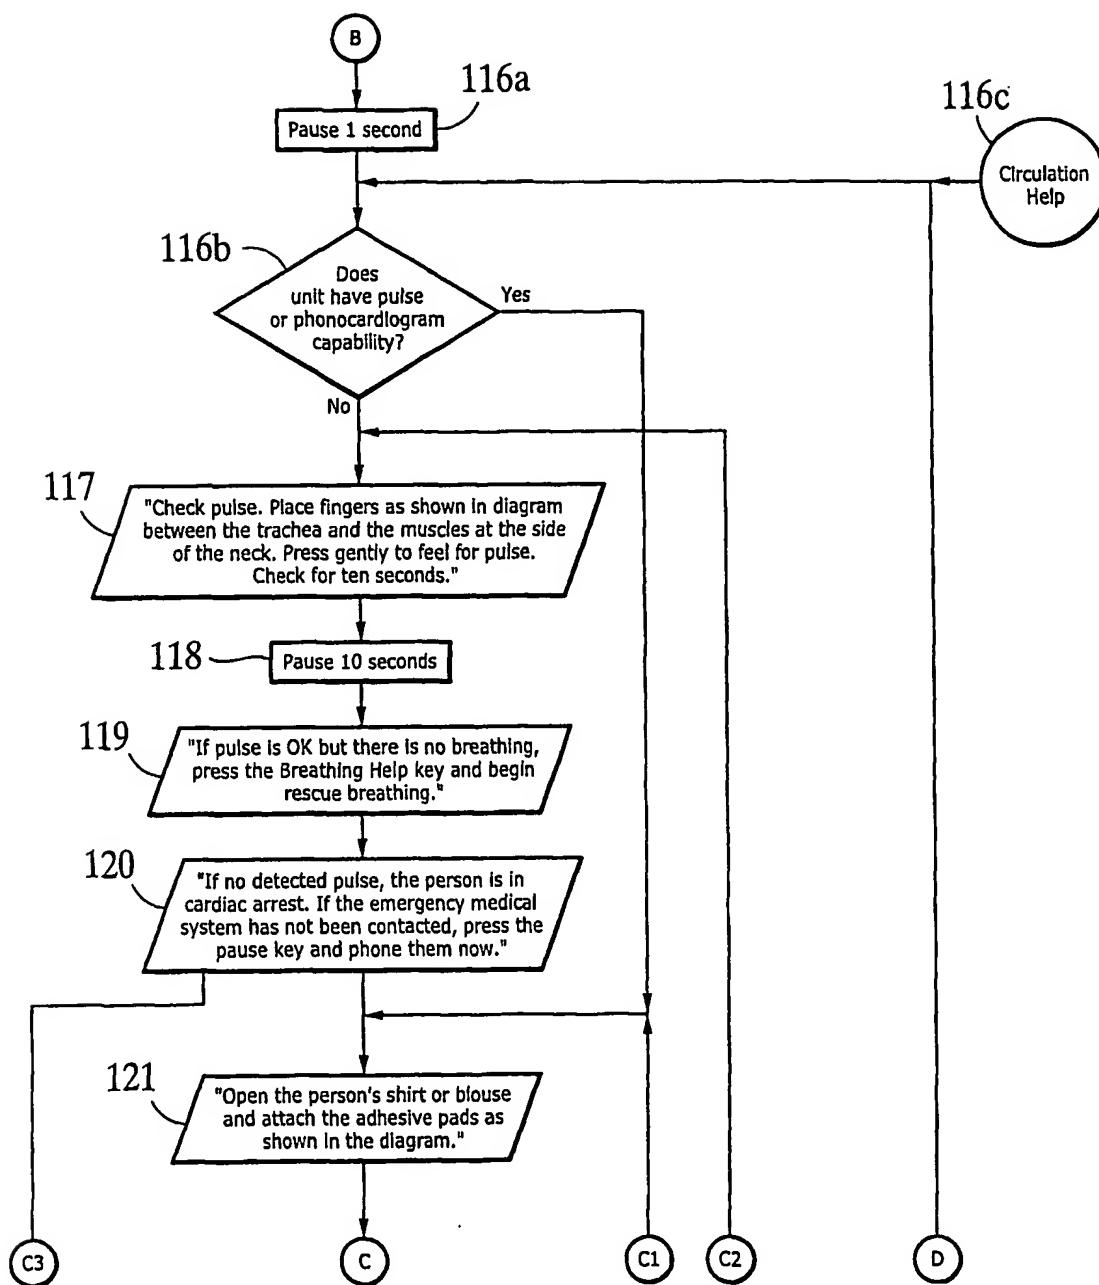 B
116a
Pause 1 second
116c
Circulation
Help
116b
Does
unit have pulse
or phonocardiogram
capability?
Yes
No
117
"Check pulse. Place fingers as shown in diagram
between the trachea and the muscles at the side
of the neck. Press gently to feel for pulse.
Check for ten seconds."
118
Pause 10 seconds
119
"If pulse is OK but there is no breathing,
press the Breathing Help key and begin
rescue breathing."
120
"If no detected pulse, the person is in
cardiac arrest. If the emergency medical
system has not been contacted, press the
pause key and phone them now."
121
"Open the person's shirt or blouse
and attach the adhesive pads as
shown in the diagram."
C3
C
C1
C2
D